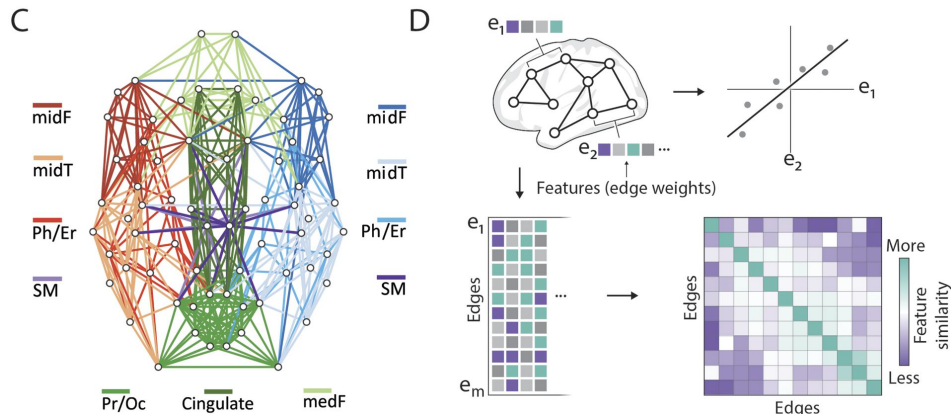 C
midF
midT
Ph/Er
SM
midF
midT
Ph/Er
SM
Pr/Oc
Cingulate
medF
D
e1
e2
...
Features (edge weights)
e1
e2
e1
Edges
em
...
Edges
Edges
More
Feature
similarity
Less